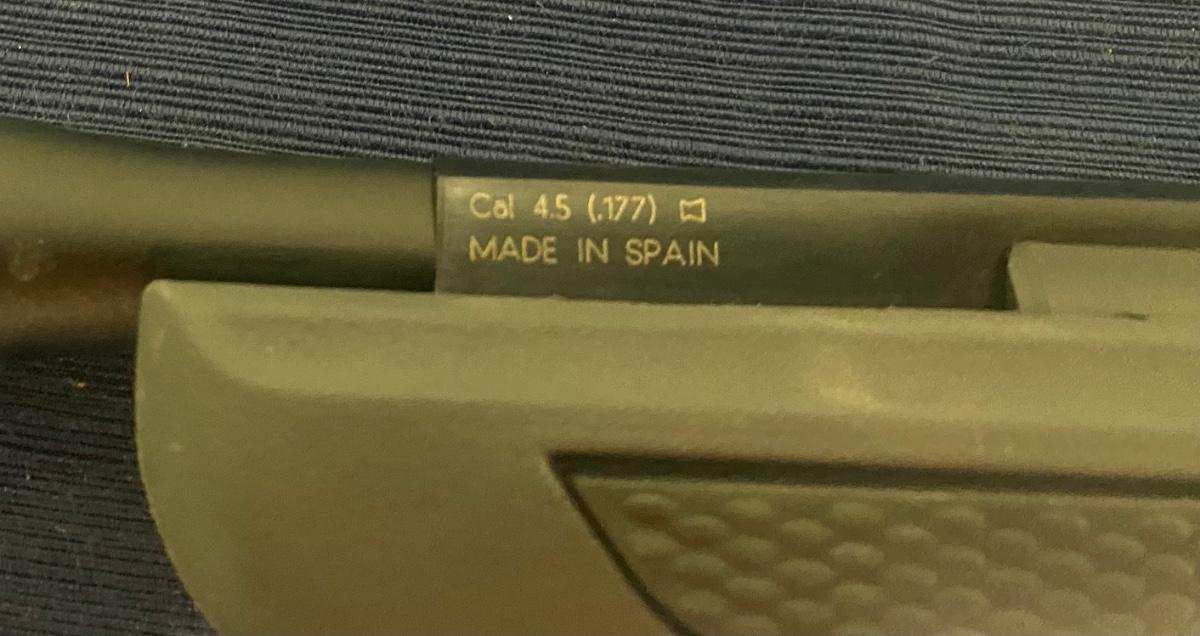 Cal 4.5 (.177)
MADE IN SPAIN